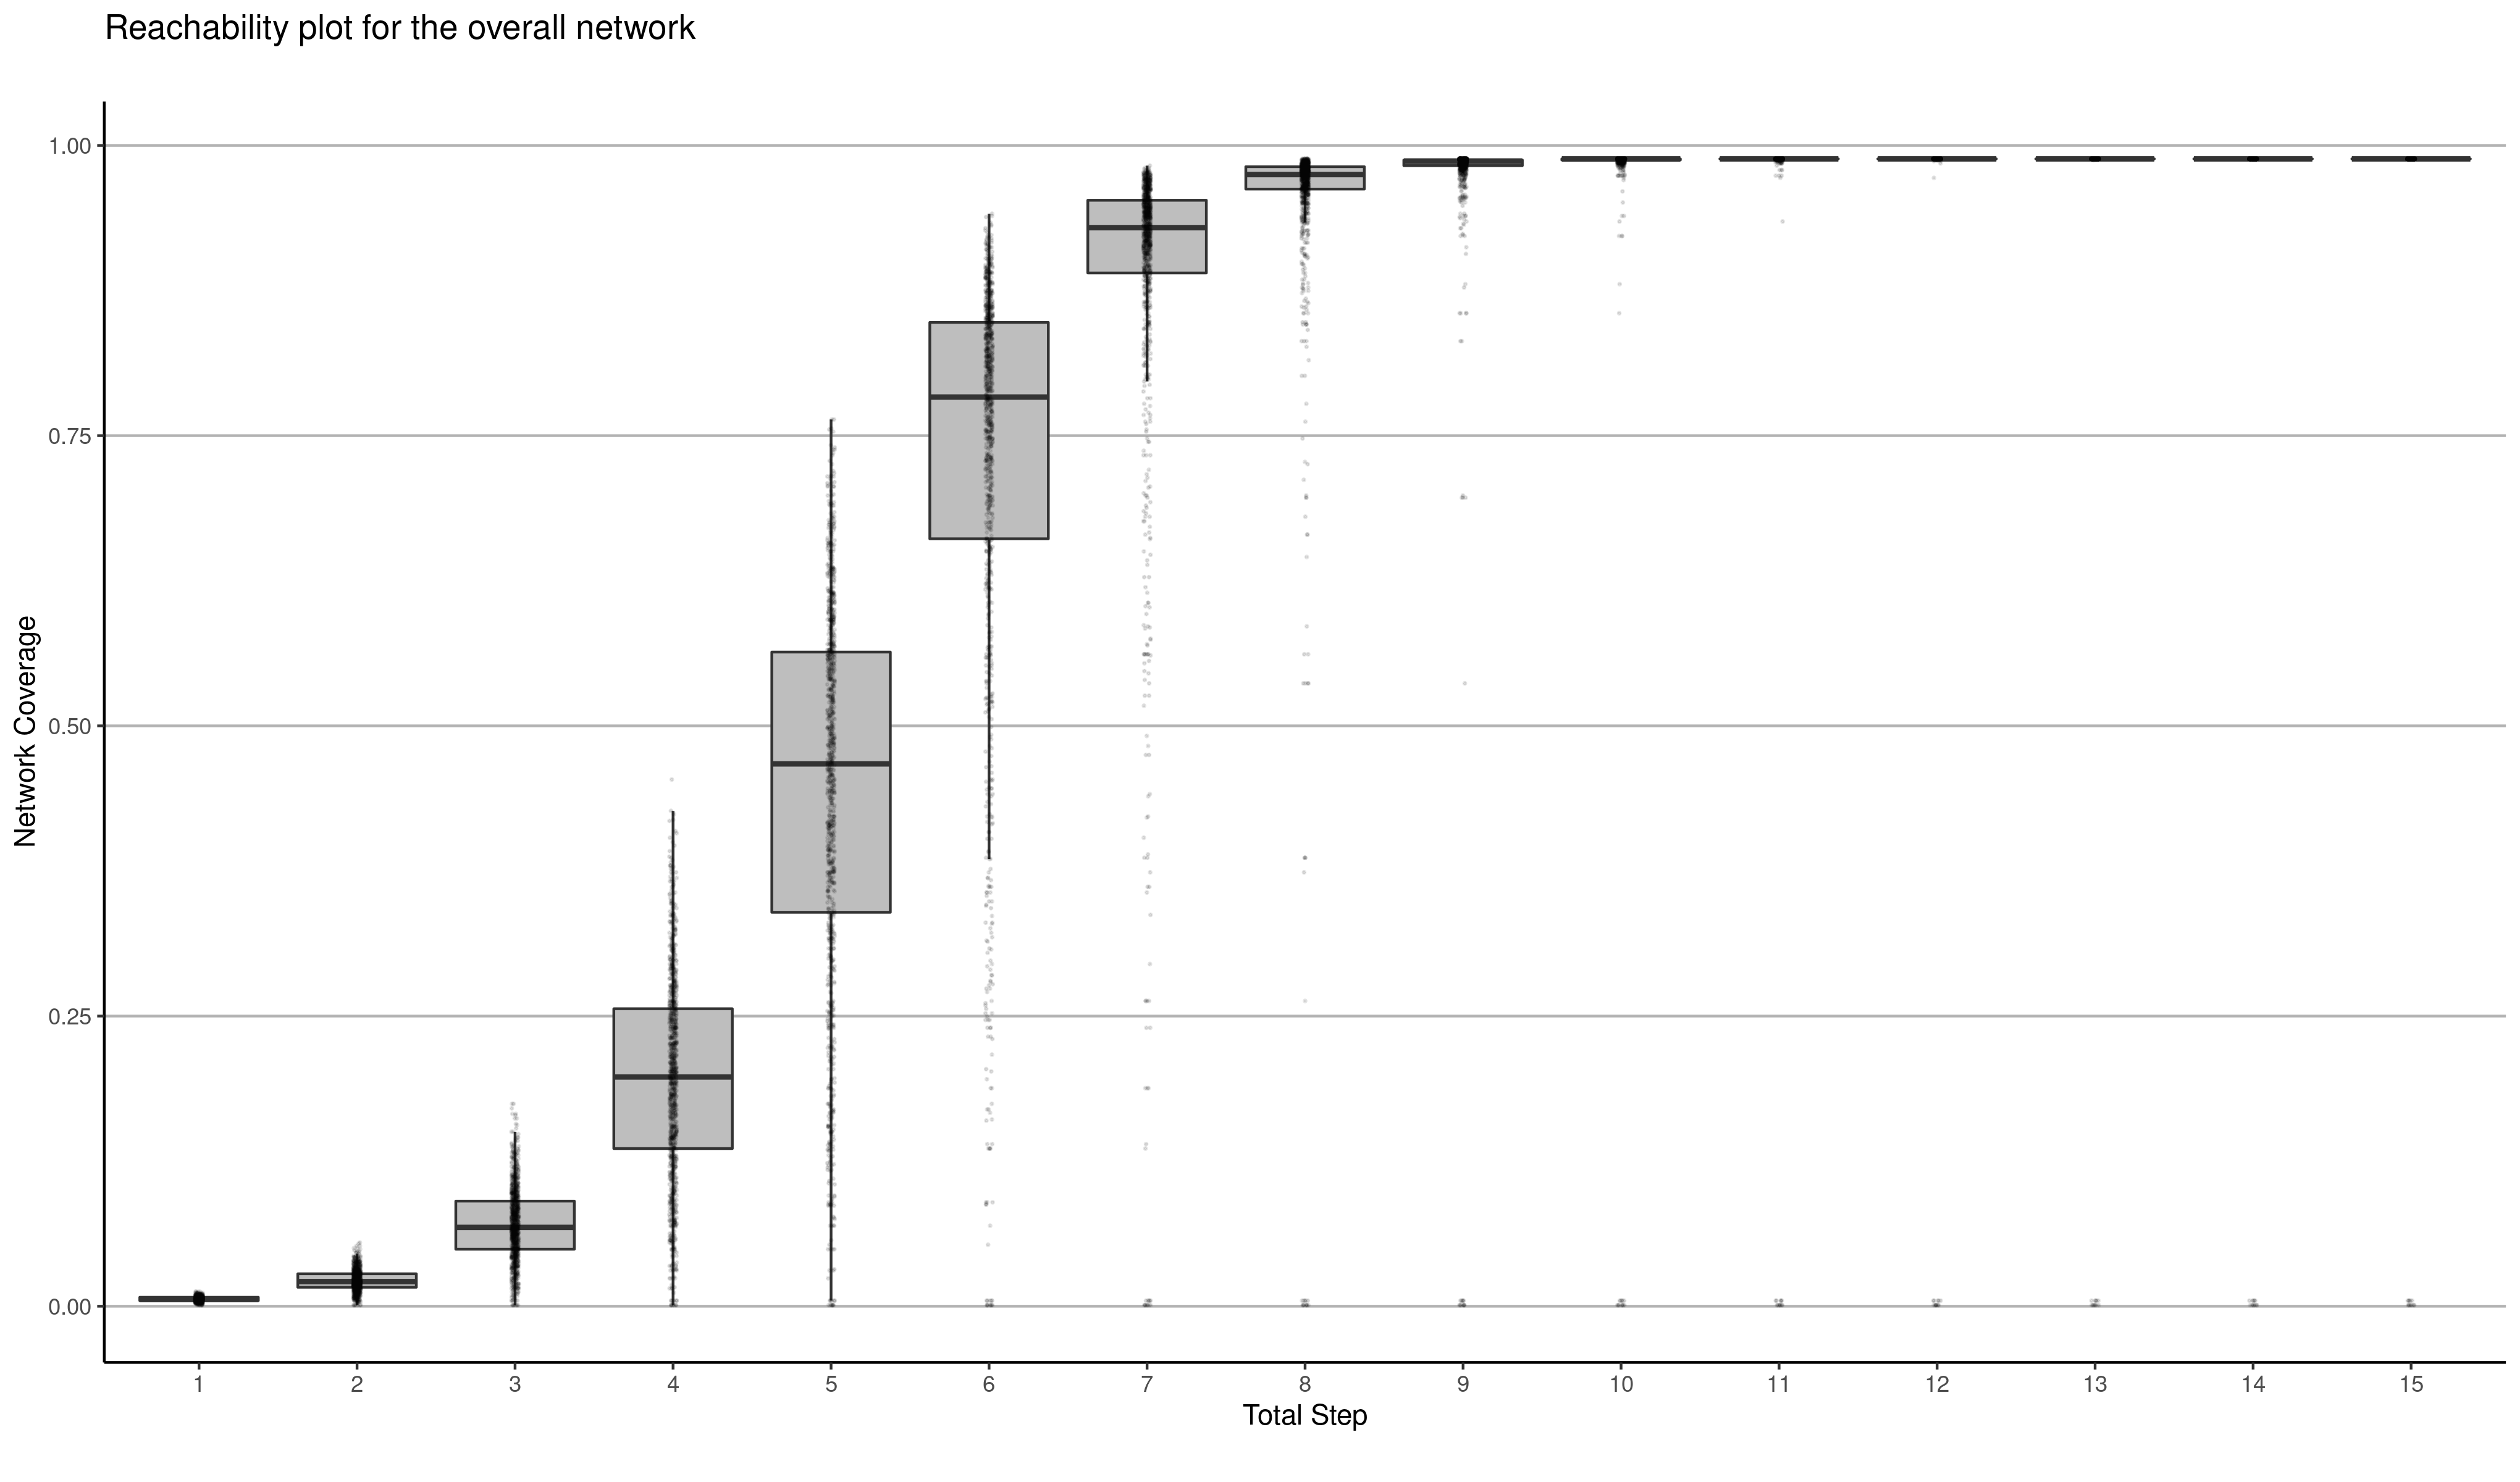 Reachability plot for the overall network
Network Coverage
1.00
0.75
0.50
0.25
0.00
1 2 3 4 5 6 7 8 9 10 11 12 13 14 15
Total Step